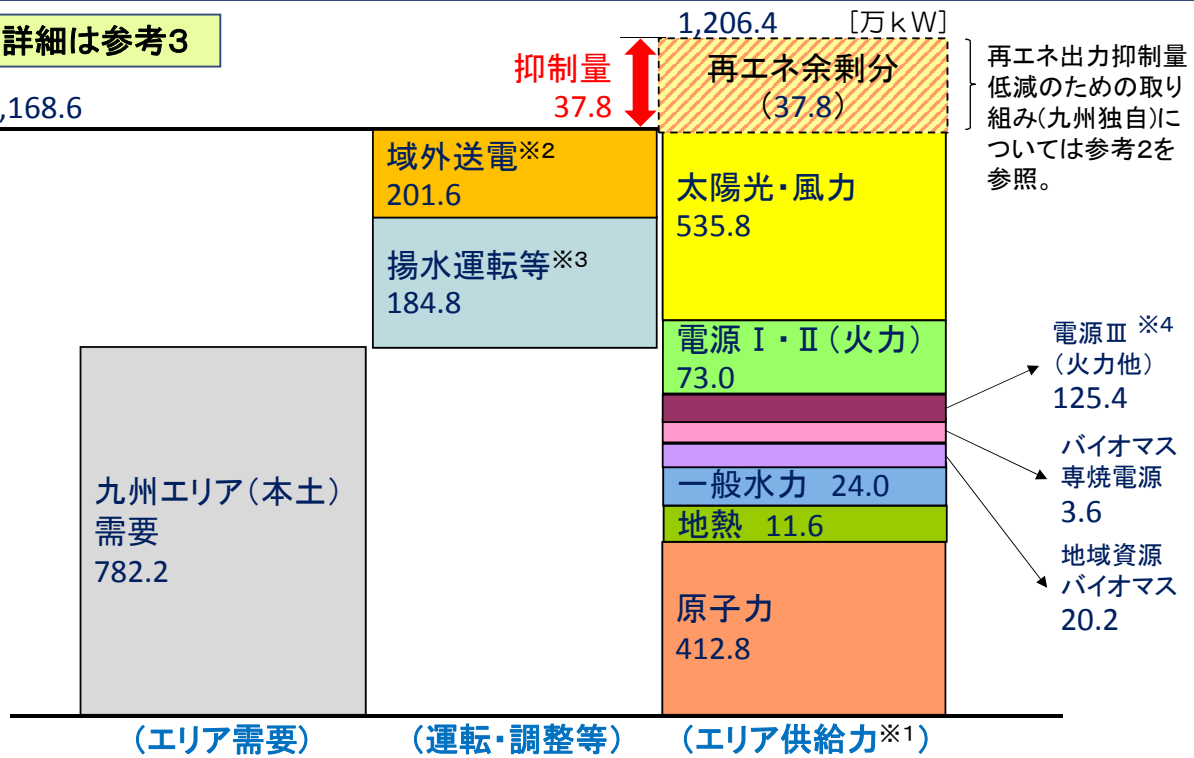 詳細は参考3
1,206.4 [万kW]
,168.6
抑制量
37.8
再エネ余剰分
(37.8)
再エネ出力抑制量
低減のための取り
組み(九州独自)に
ついては参考2を
参照。
域外送電※2
201.6
揚水運転等※3
184.8
太陽光・風力
535.8
電源Ⅰ・Ⅱ(火力)
73.0
電源Ⅲ ※4
(火力他)
125.4
バイオマス
専焼電源
3.6
地域資源
バイオマス
20.2
一般水力 24.0
地熱 11.6
原子力
412.8
九州エリア(本土)
需要
782.2
(エリア需要)
(運転・調整等)
(エリア供給力※1)